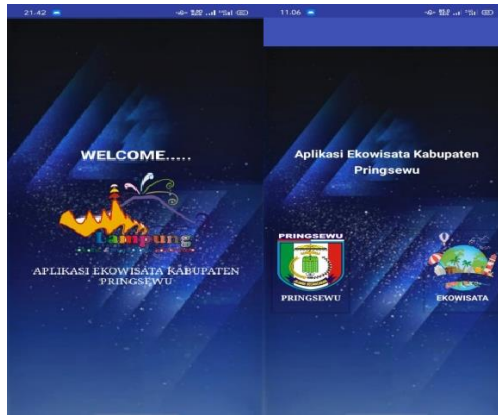 21.42
WELCOME.....
Lampung
APLIKASI EKOWISATA KABUPATEN
PRINGSEWU
11.06
Aplikasi Ekowisata Kabupaten
Pringsewu
PRINGSEWU
PRINGSEWU
EKOWISATA